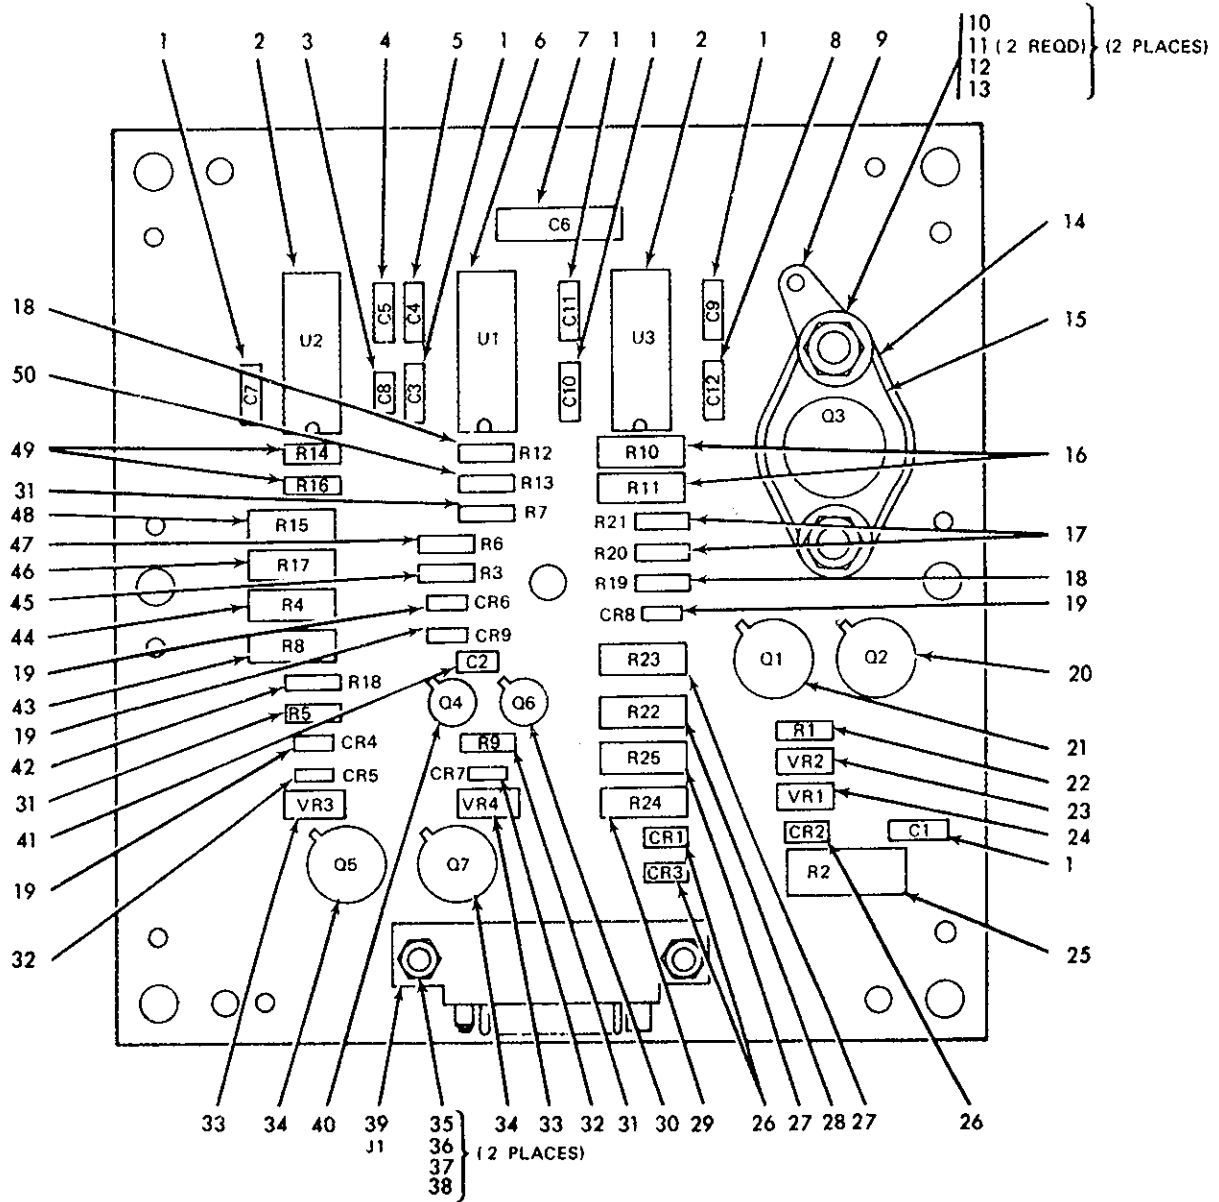 1 2 3 4 5 1 6 7 1 1 2 1 8 9
10
11 (2 REQD) (2 PLACES)
12
13
14
C6
15
18
C5 C4 C11 C9
U2 U1 U3
50
C7 C8 C3 C10 C12
Q3
49 R14 R12 R10 16
31 R16 R13 R11
48 R15 R7 R21 17
47 R6 R20
46 R17 R3 R19 18
45 R4 CR6 CR8 19
44 R8 CR9 R23 Q1 Q2 20
19 C2
43 R18 Q4 Q6 R22
19 R5 R1 21
42 CR4 R9 R25 VR2 22
31 CR5 CR7 VR1 23
41 VR3 VR4 R24 24
19 CR1 CR2 C1 1
32 Q5 Q7 CR3 R2 25
33 34 40 39 35 34 33 32 31 30 29 26 27 28 27 26
J1 36 (2 PLACES)
37
38